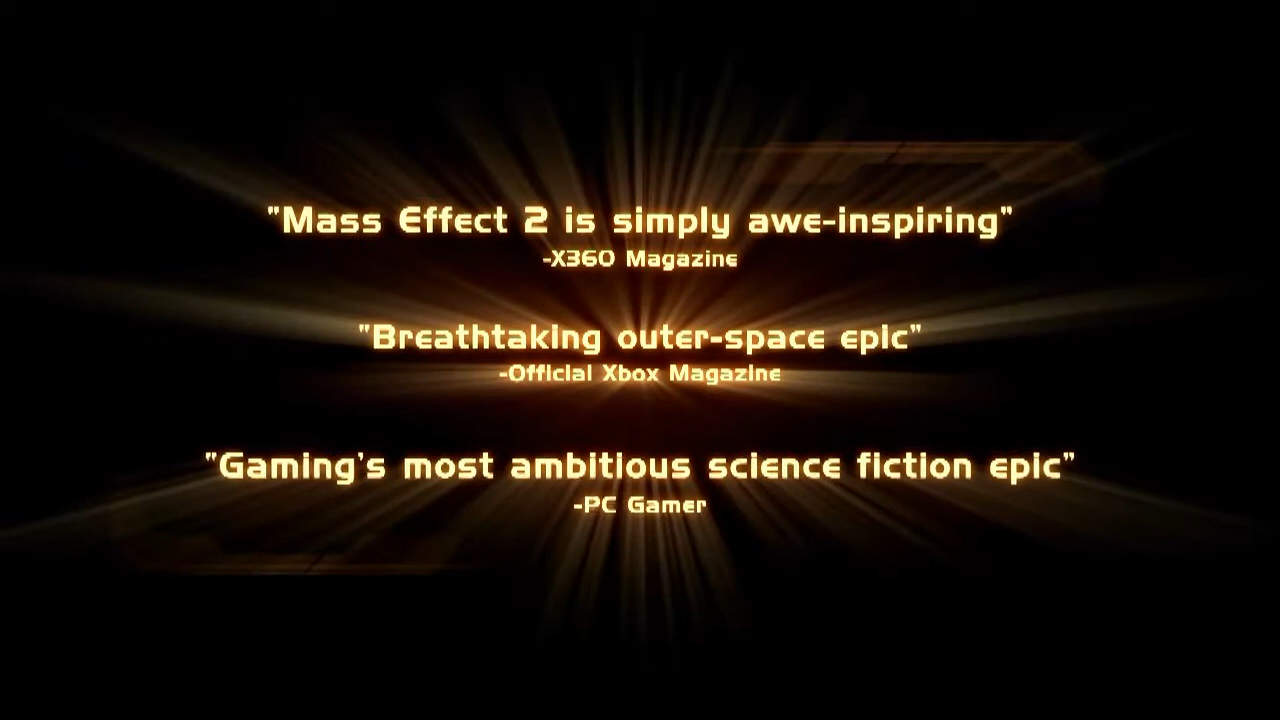 "Mass Effect 2 is simply awe-inspiring"
-X360 Magazine
"Breathtaking outer-space epic"
-Official Xbox Magazine
"Gaming's most ambitious science fiction epic"
-PC Gamer